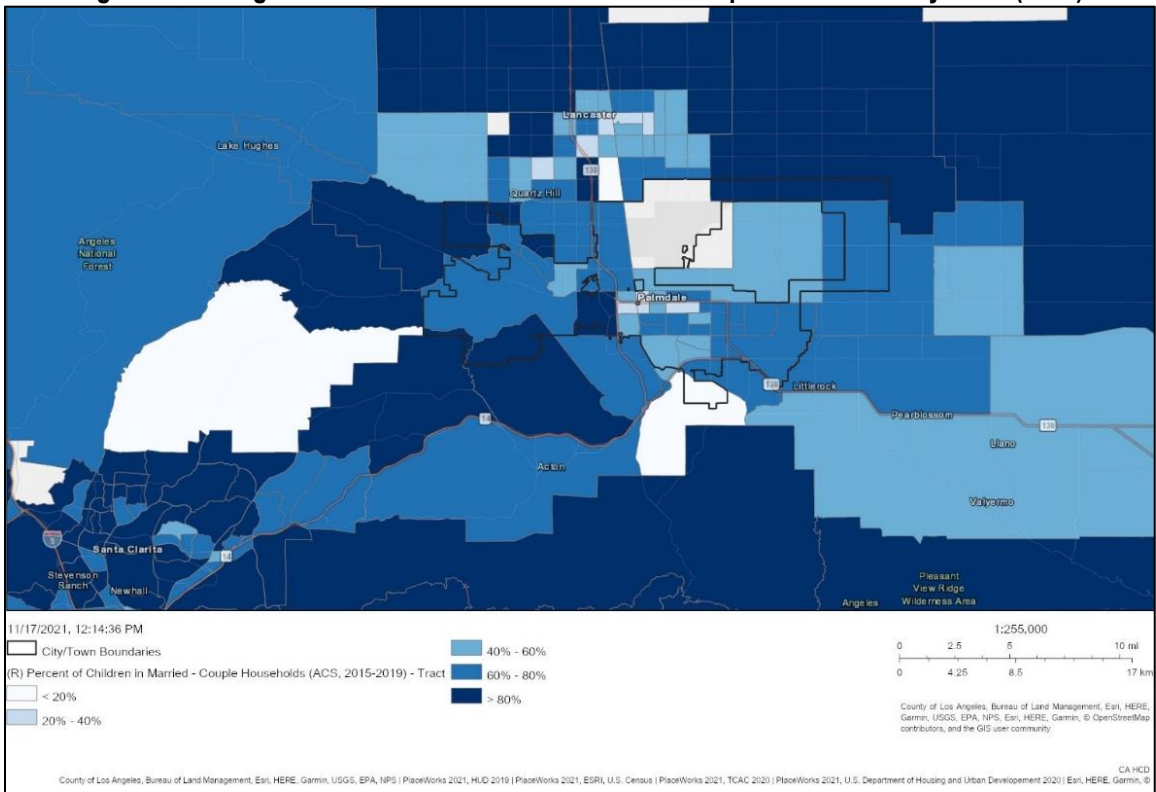 Lancaster
Lake Hughes
138
Quartz Hill
Angeles
National
Forest
Palmdale
138
Littlerock
Pearblossom
14
138
Llano
Acton
Valyermo
5
Santa Clarita
14
Stevenson
Ranch
Newhall
Pleasant
View Ridge
Wilderness Area
Angeles
11/17/2021, 12:14:36 PM
City/Town Boundaries
(R) Percent of Children in Married - Couple Households (ACS, 2015-2019) - Tract
< 20%
20% - 40%
40% - 60%
60% - 80%
> 80%
1:255,000
0 2.5 5 10 mi
0 4.25 8.5 17 km
County of Los Angeles, Bureau of Land Management, Esri, HERE,
Garmin, USGS, EPA, NPS, Esri, HERE, Garmin, © OpenStreetMap
contributors, and the GIS user community
CA HCD
County of Los Angeles, Bureau of Land Management, Esri, HERE, Garmin, USGS, EPA, NPS | PlaceWorks 2021, HUD 2019 | PlaceWorks 2021, ESRI, U.S. Census | PlaceWorks 2021, TCAC 2020 | PlaceWorks 2021, U.S. Department of Housing and Urban Developement 2020 | Esri, HERE, Garmin, ©